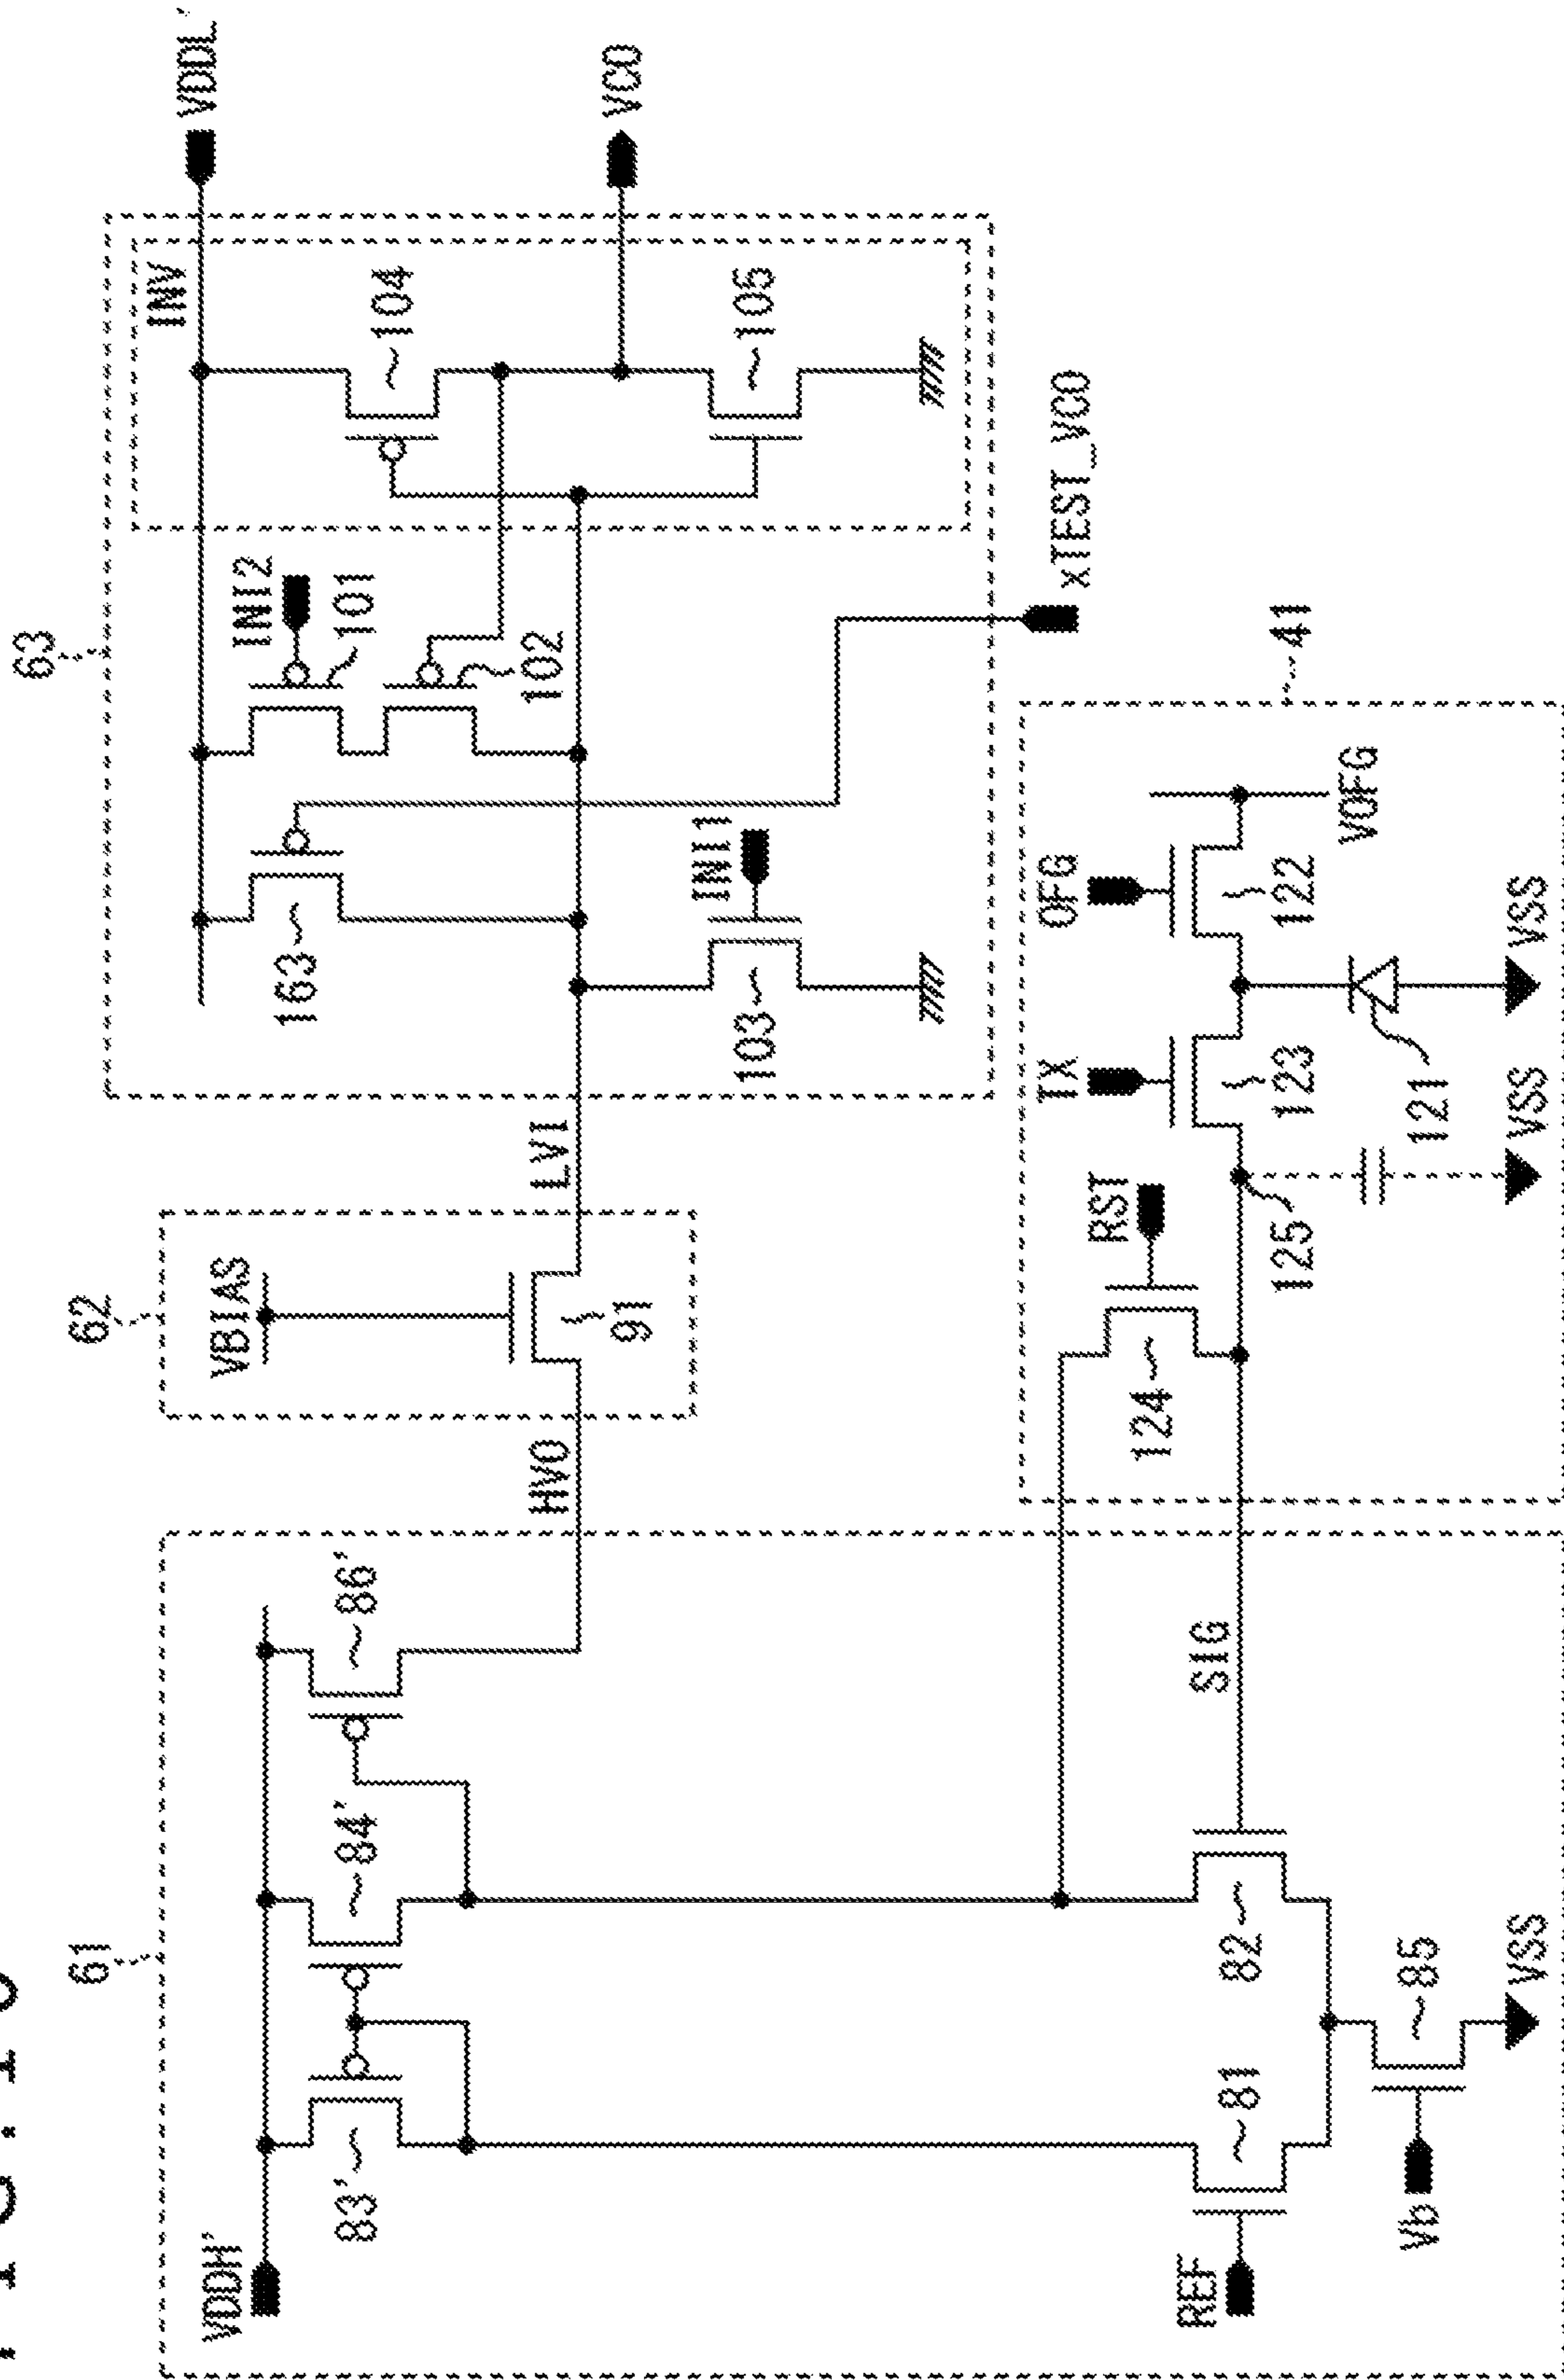 63
VDDL'
INV
104
VCO
105
INI2
101
102
163
INI1
103
xTEST_VCO
62
VBIAS
91
LVI
HVO
61
VDDH'
83'
84'
86'
REF
81
82
SIG
Vb
85
VSS
41
RST
124
TX
123
OFG
122
VOFG
125
121
VSS
VSS